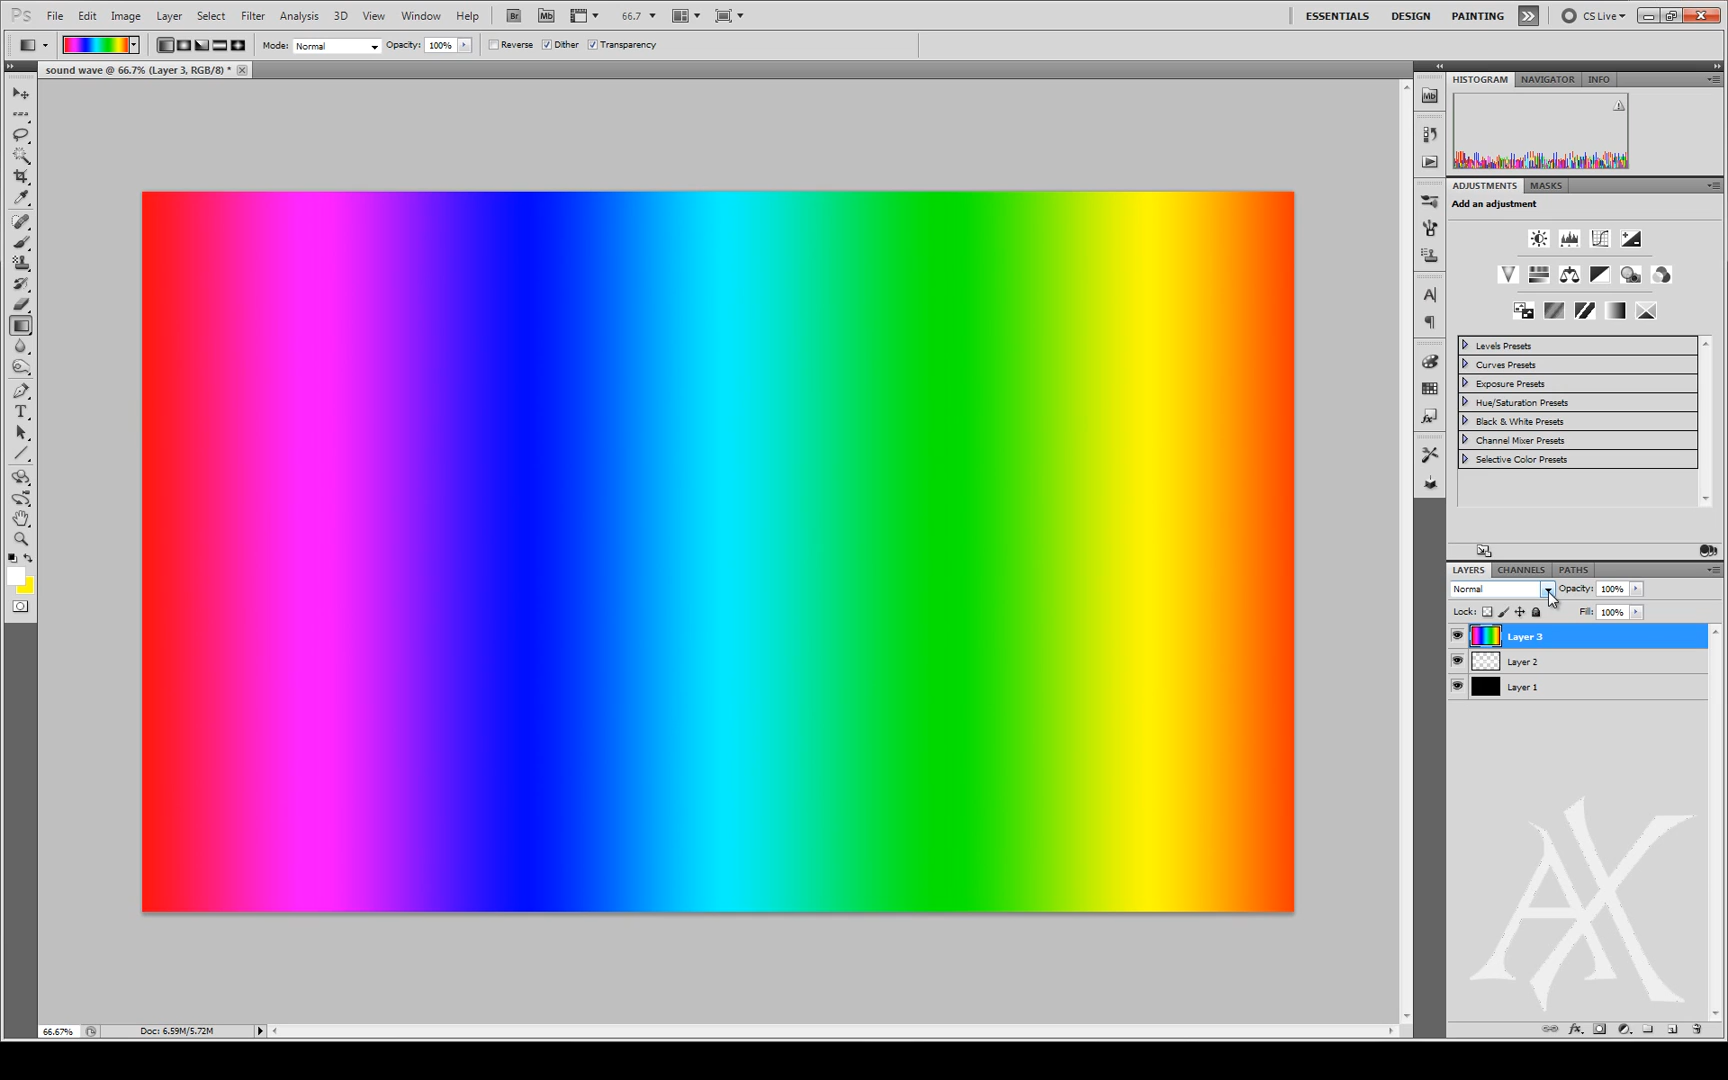 Ps File Edit Image Layer Select Filter Analysis 3D View Window Help Br Mb 66.7 ESSENTIALS DESIGN PAINTING CS Live
Mode: Normal Opacity: 100% Reverse Dither Transparency
sound wave @ 66.7% (Layer 3, RGB/8) *
HISTOGRAM NAVIGATOR INFO
Mb
ADJUSTMENTS MASKS
Add an adjustment
Levels Presets
Curves Presets
Exposure Presets
Hue/Saturation Presets
Black & White Presets
Channel Mixer Presets
Selective Color Presets
LAYERS CHANNELS PATHS
Normal Opacity: 100%
Lock: Fill: 100%
Layer 3
Layer 2
Layer 1
AX
66.67% Doc: 6.59M/5.72M